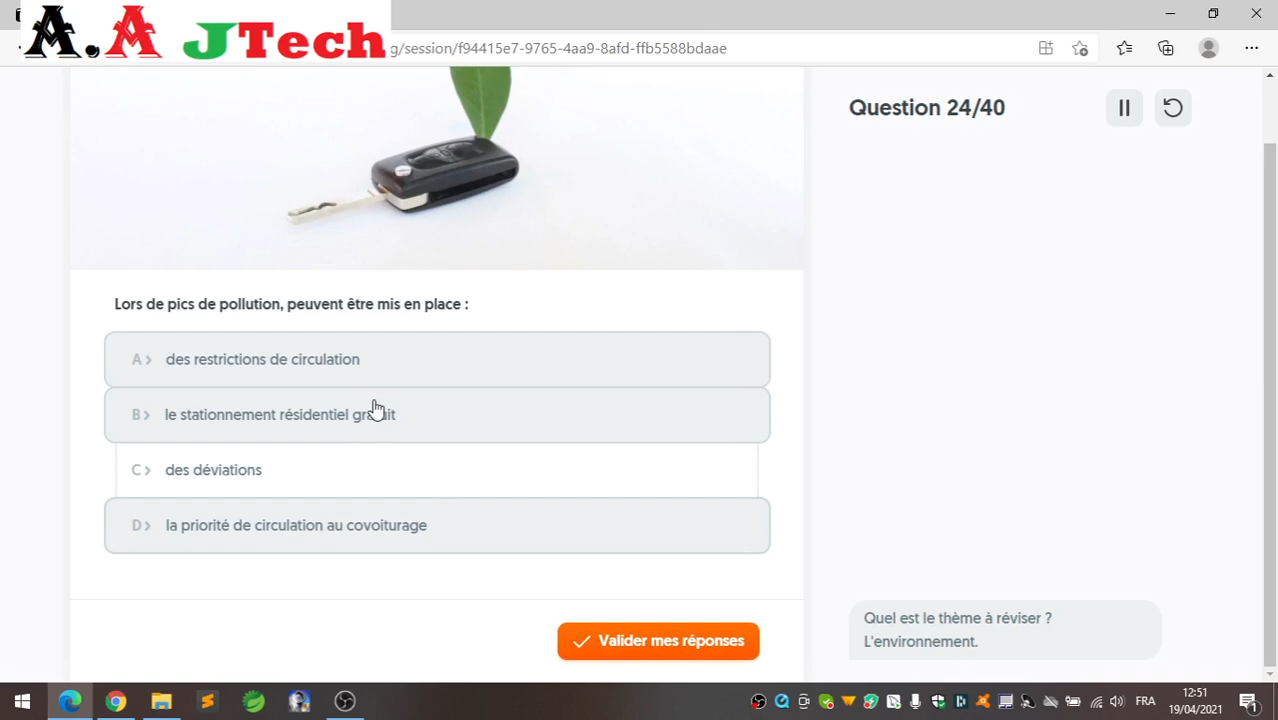 A.A JTech
g/session/f94415e7-9765-4aa9-8afd-ffb5588bdaae
Question 24/40
Lors de pics de pollution, peuvent être mis en place :
A > des restrictions de circulation
B > le stationnement résidentiel gratuit
C > des déviations
D > la priorité de circulation au covoiturage
Valider mes réponses
Quel est le thème à réviser ?
L'environnement.
FRA
12:51
19/04/2021
1